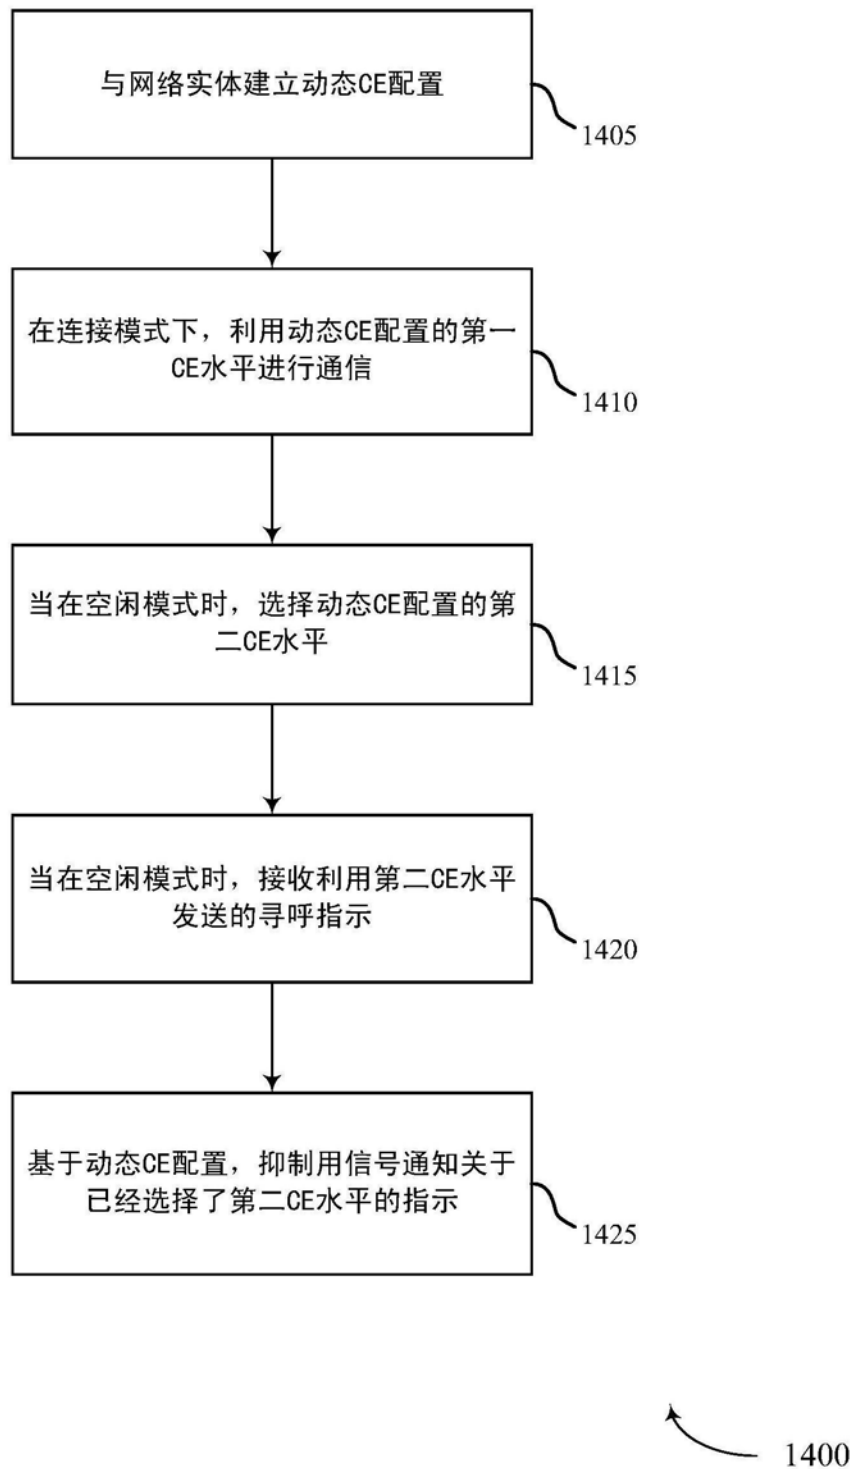 与网络实体建立动态CE配置
1405
在连接模式下，利用动态CE配置的第一
CE水平进行通信
1410
当在空闲模式时，选择动态CE配置的第
二CE水平
1415
当在空闲模式时，接收利用第二CE水平
发送的寻呼指示
1420
基于动态CE配置，抑制用信号通知关于
已经选择了第二CE水平的指示
1425
1400